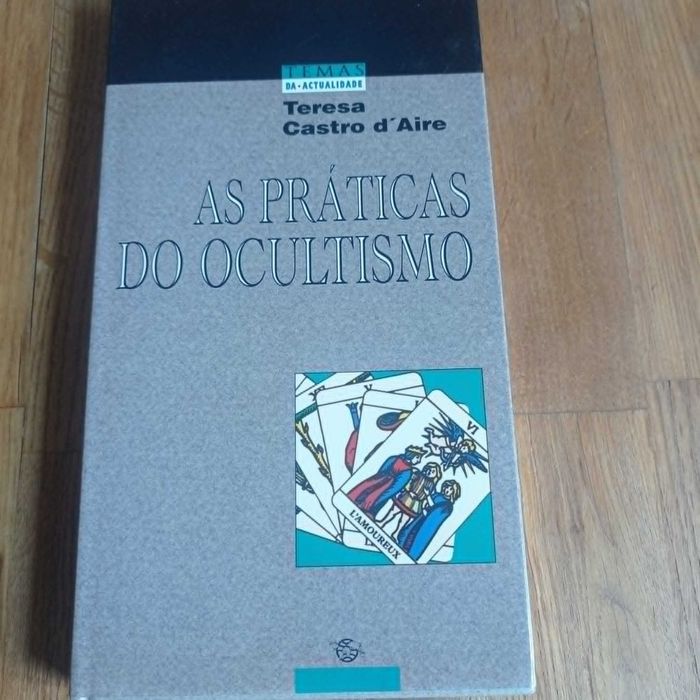 TEMAS
DA·ACTUALIDADE
Teresa
Castro d'Aire
AS PRÁTICAS
DO OCULTISMO
V
VI
L'AMOUREUX